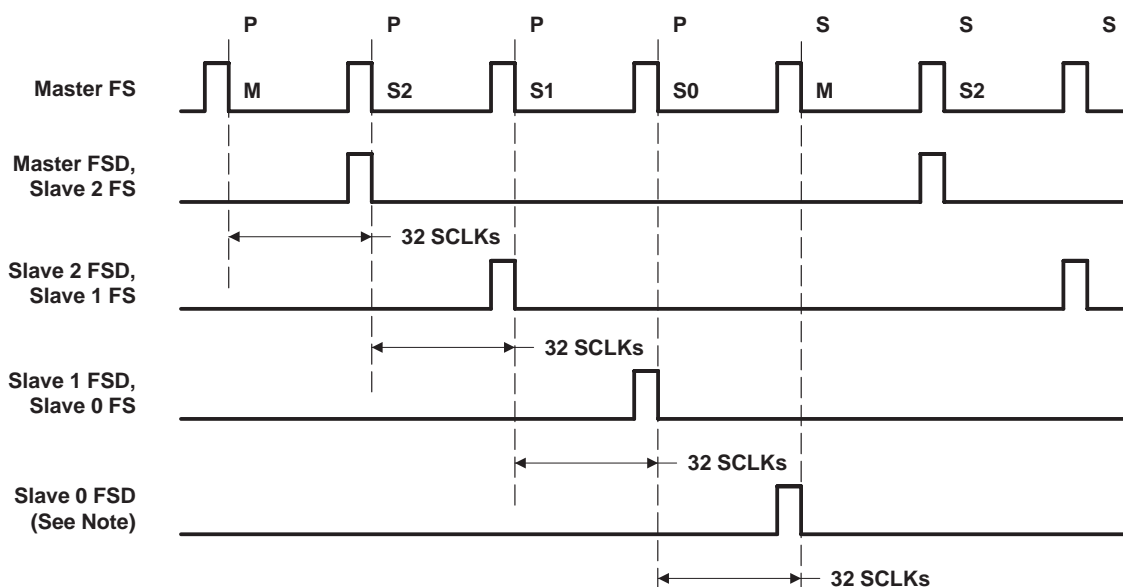 P P P P S S S
Master FS
M S2 S1 S0 M S2
Master FSD,
Slave 2 FS
32 SCLKs
Slave 2 FSD,
Slave 1 FS
32 SCLKs
Slave 1 FSD,
Slave 0 FS
32 SCLKs
Slave 0 FSD
(See Note)
32 SCLKs